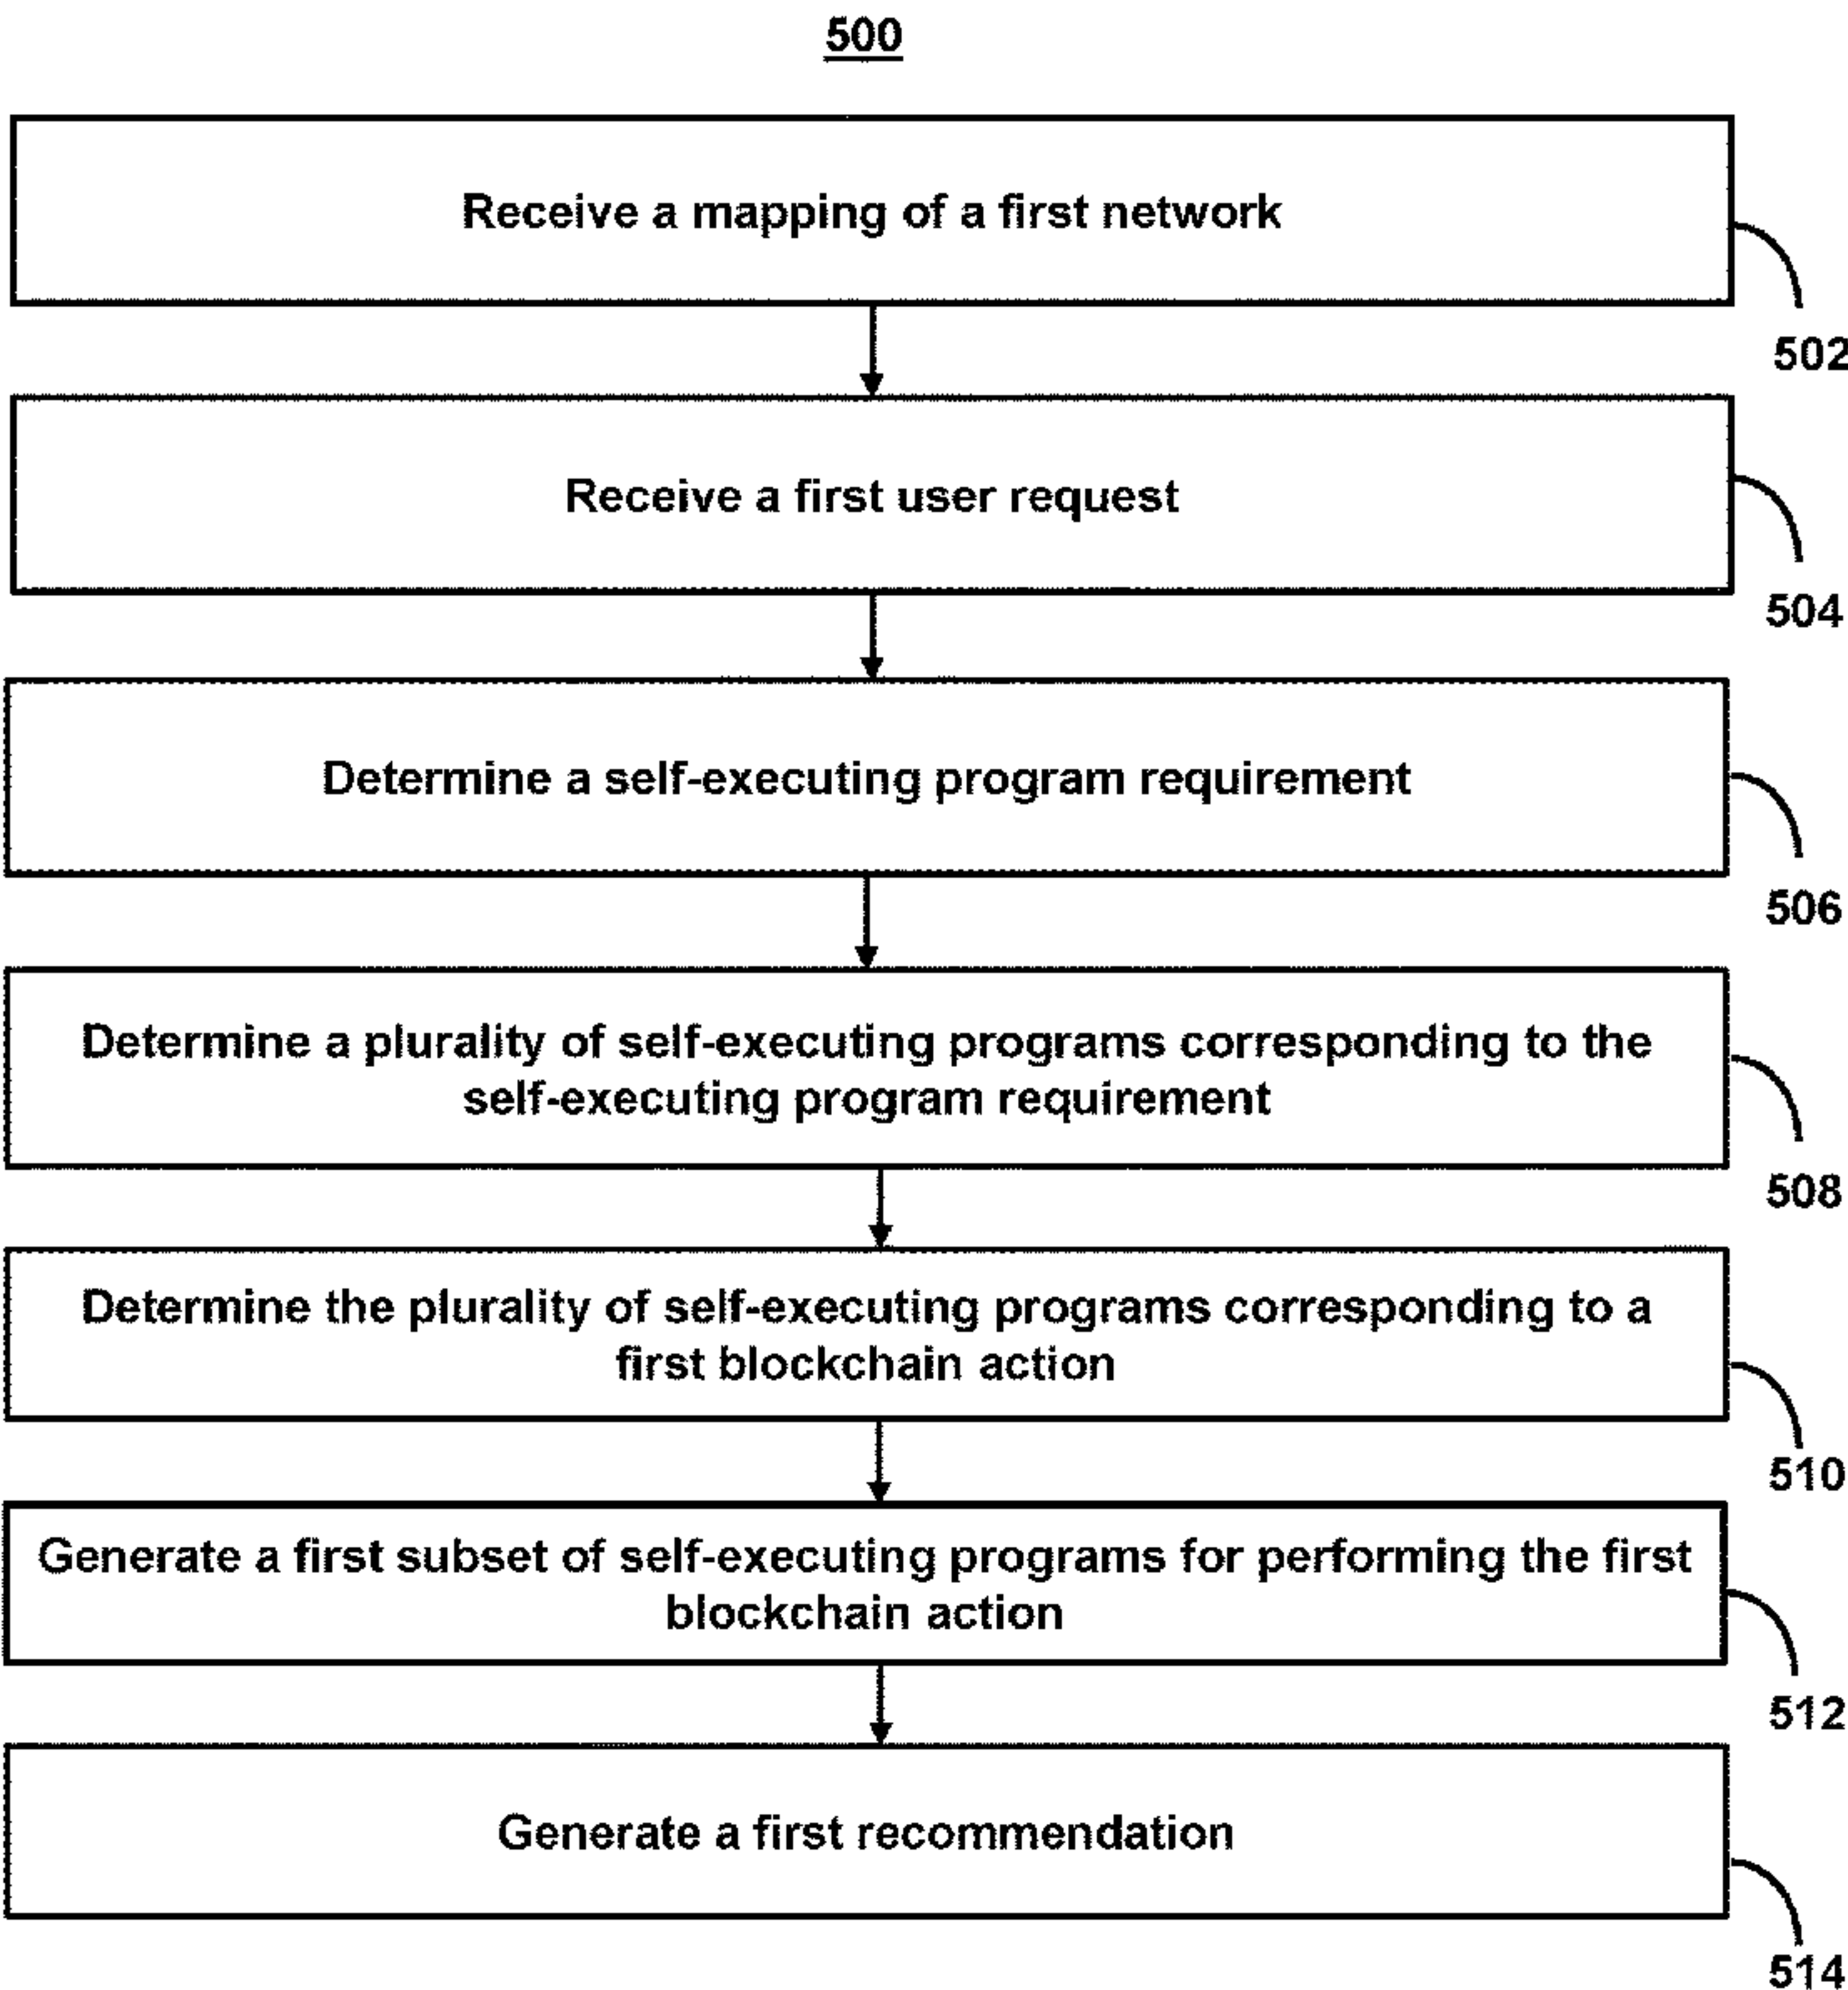 500
Receive a mapping of a first network
502
Receive a first user request
504
Determine a self-executing program requirement
506
Determine a plurality of self-executing programs corresponding to the
self-executing program requirement
508
Determine the plurality of self-executing programs corresponding to a
first blockchain action
510
Generate a first subset of self-executing programs for performing the first
blockchain action
512
Generate a first recommendation
514